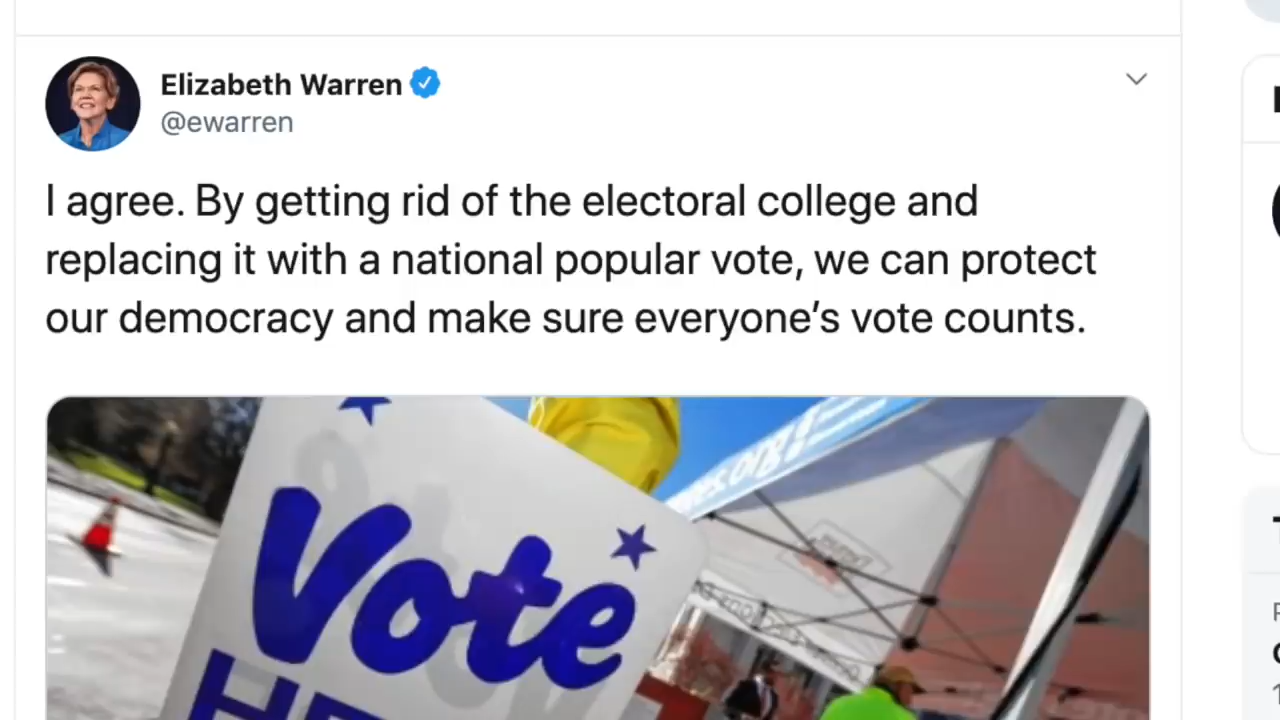 Elizabeth Warren
@ewarren
I agree. By getting rid of the electoral college and
replacing it with a national popular vote, we can protect
our democracy and make sure everyone’s vote counts.
Vote